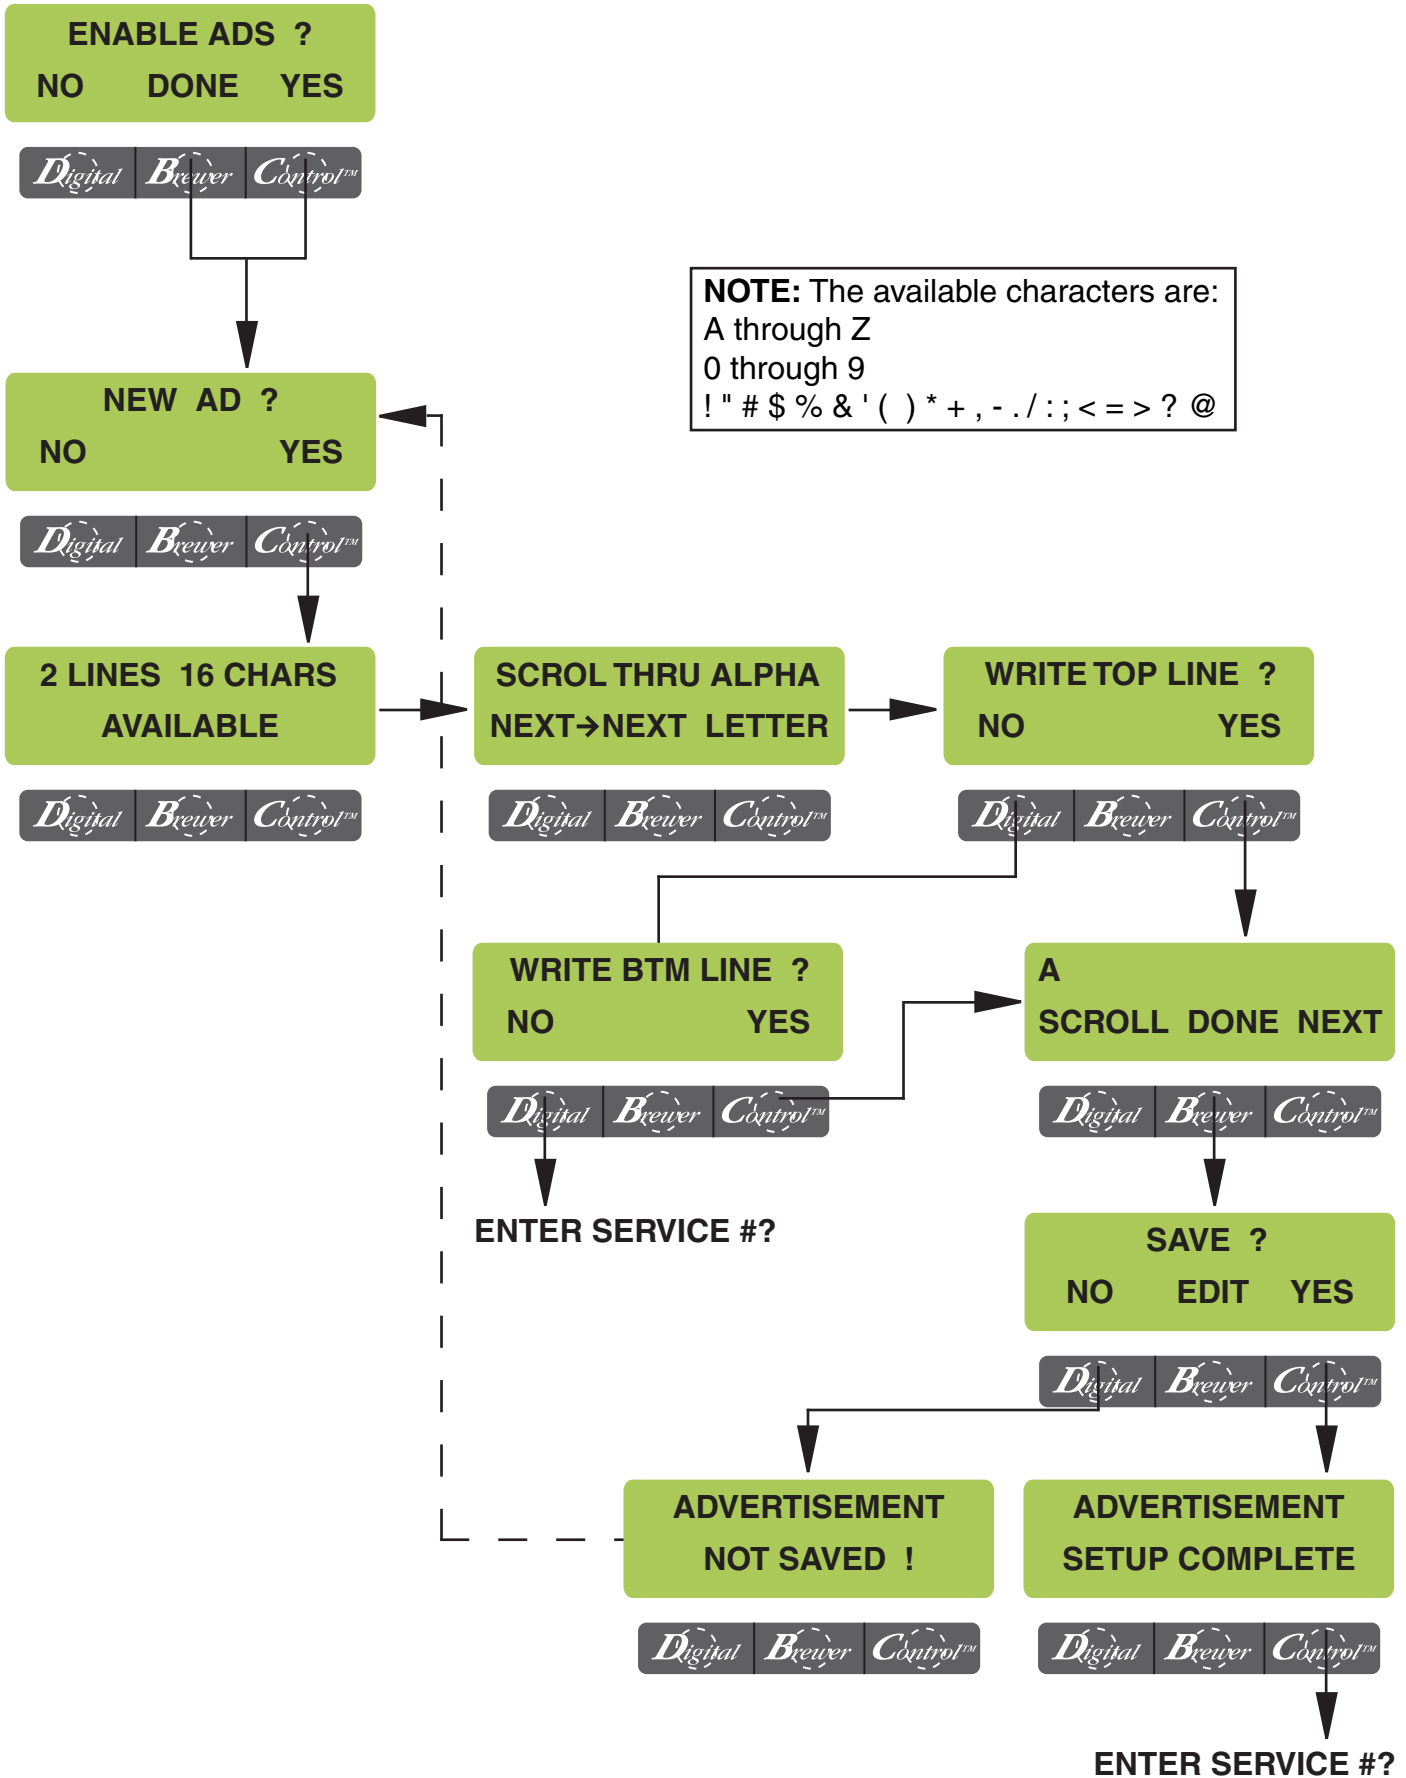 ENABLE ADS ?
NO DONE YES
Digital Brewer Control™
NOTE: The available characters are:
A through Z
0 through 9
! " # $ % & ' ( ) * + , - . / : ; < = > ? @
NEW AD ?
NO YES
Digital Brewer Control™
2 LINES 16 CHARS
AVAILABLE
Digital Brewer Control™
SCROL THRU ALPHA
NEXT→NEXT LETTER
Digital Brewer Control™
WRITE TOP LINE ?
NO YES
Digital Brewer Control™
WRITE BTM LINE ?
NO YES
Digital Brewer Control™
ENTER SERVICE #?
A
SCROLL DONE NEXT
Digital Brewer Control™
SAVE ?
NO EDIT YES
Digital Brewer Control™
ADVERTISEMENT
NOT SAVED !
Digital Brewer Control™
ADVERTISEMENT
SETUP COMPLETE
Digital Brewer Control™
ENTER SERVICE #?